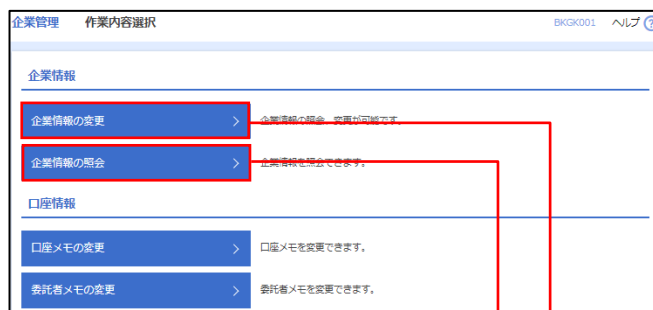 企業管理 作業内容選択 BKGK001 ヘルプ ?
企業情報
企業情報の変更 企業情報の照会、変更が可能です。
企業情報の照会 企業情報を照会できます。
口座情報
口座メモの変更 口座メモを変更できます。
委託者メモの変更 委託者メモを変更できます。